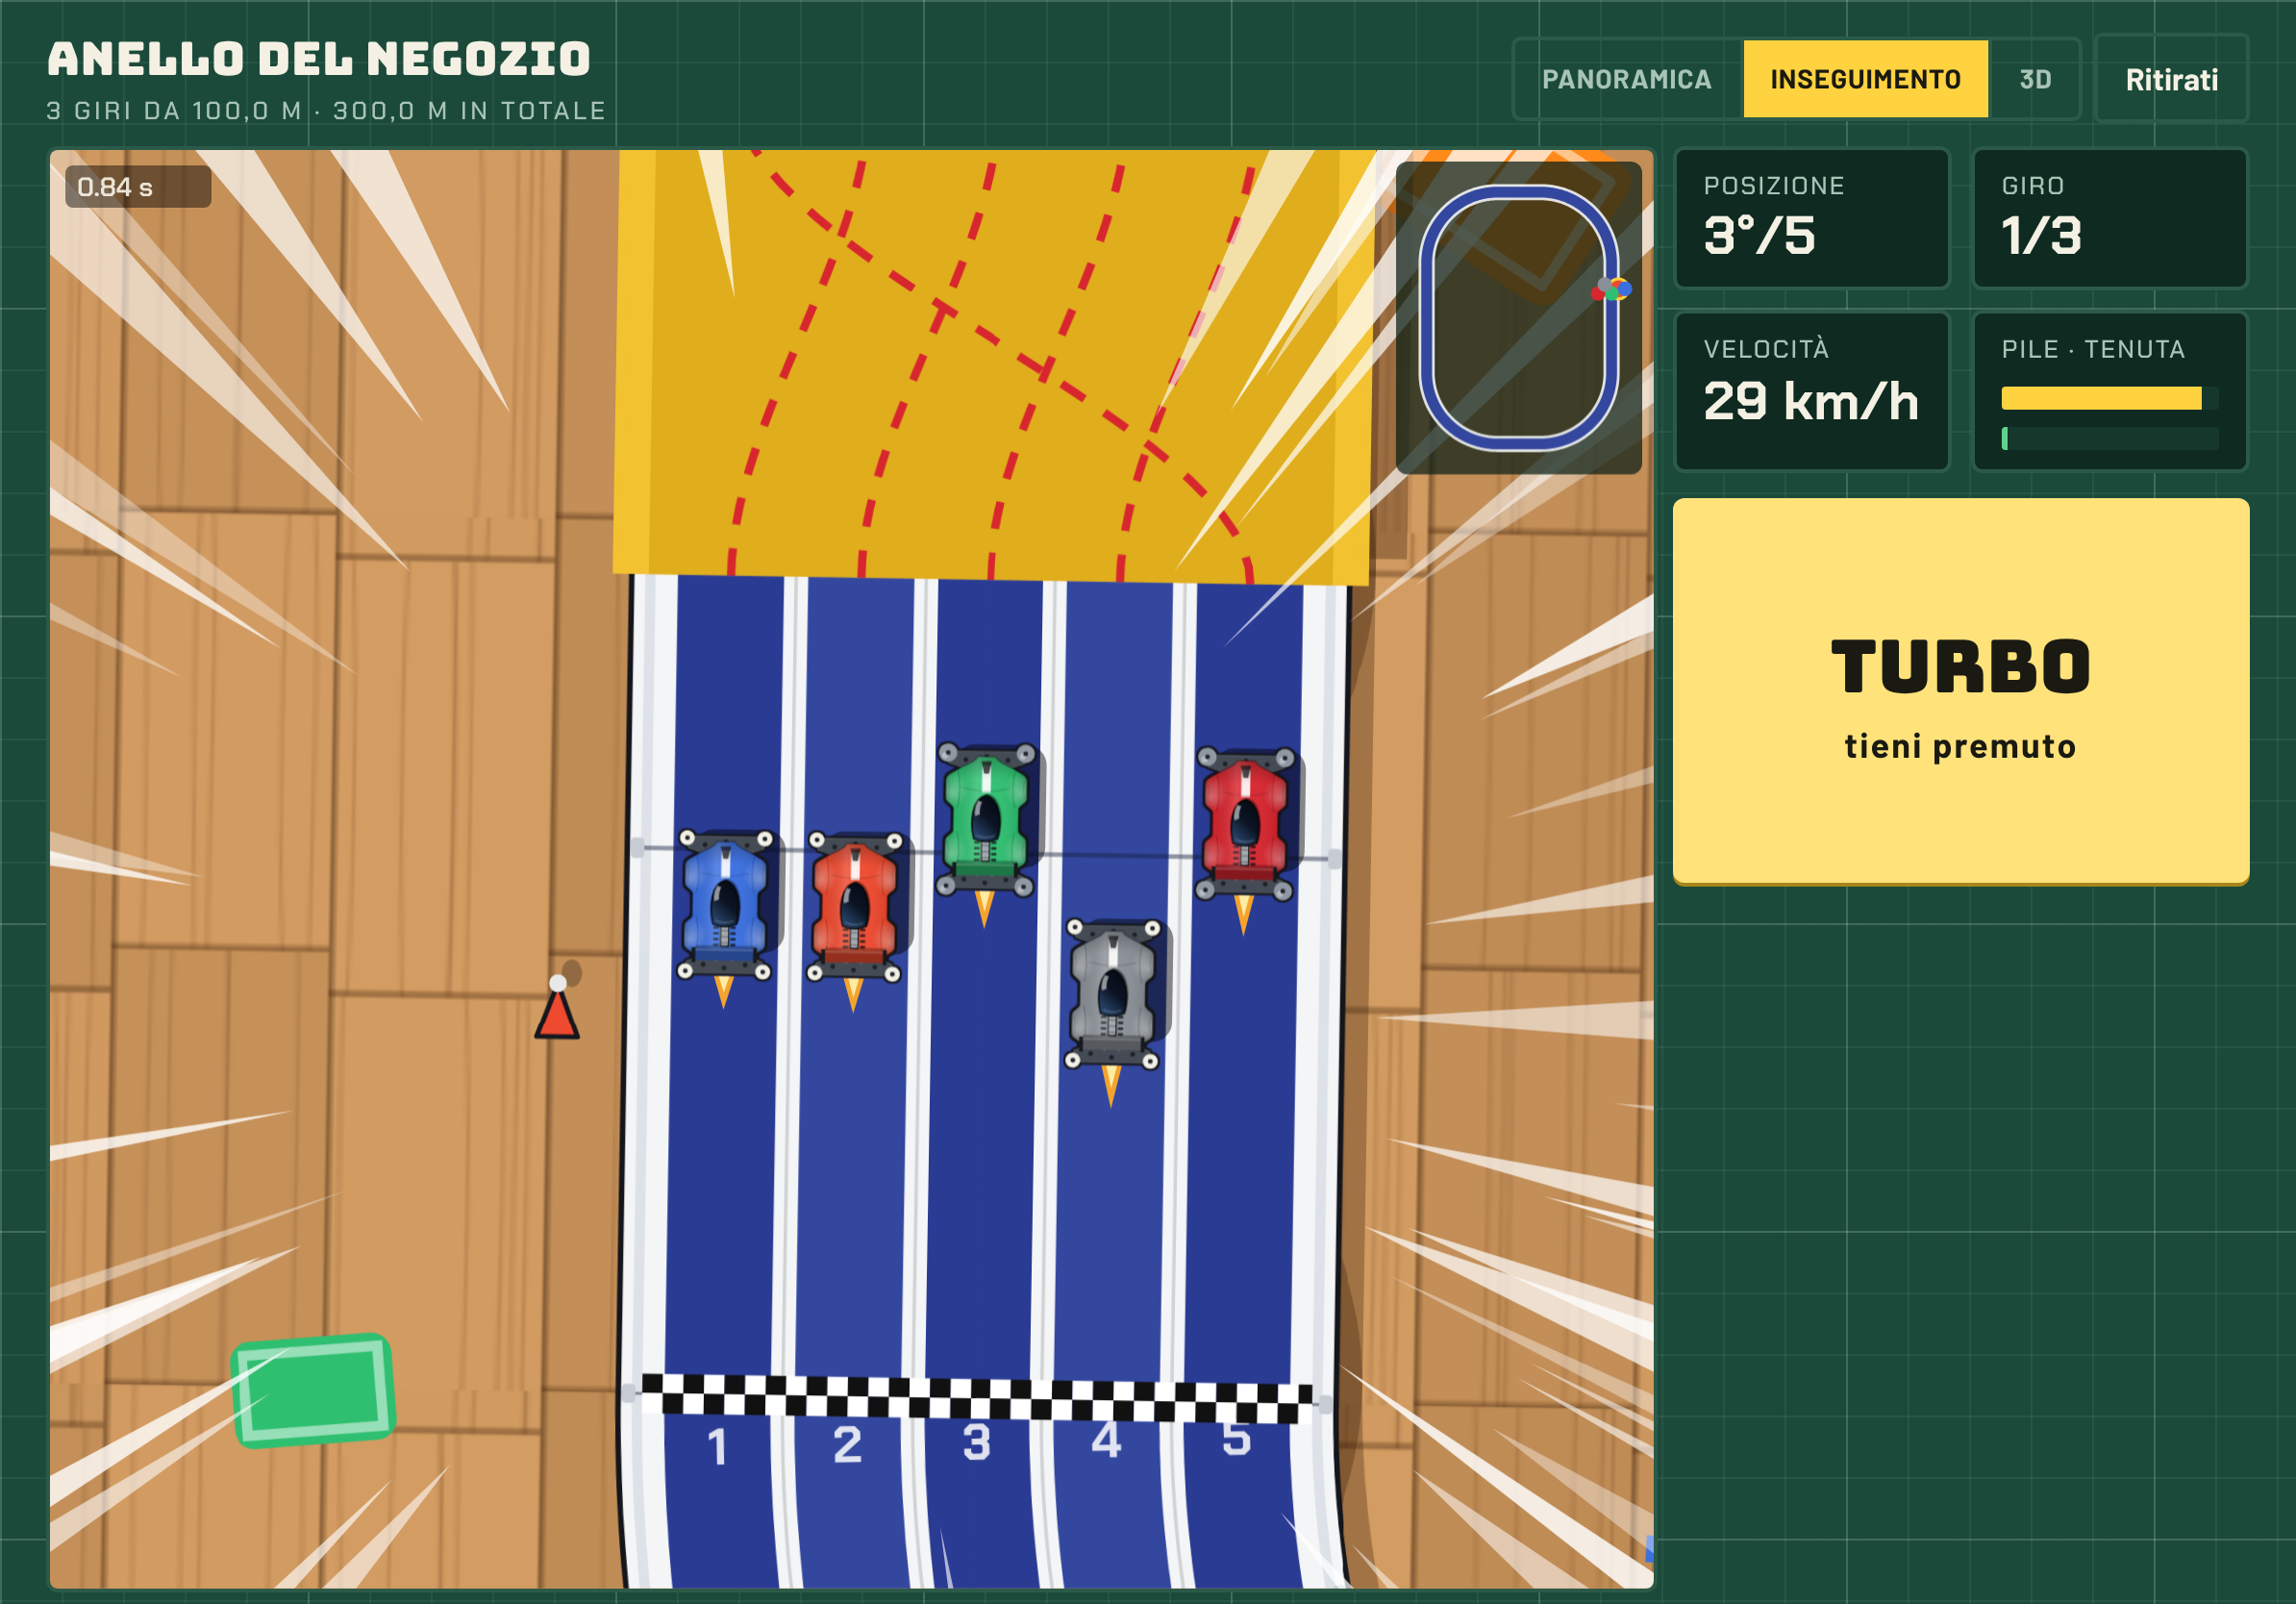 ANELLO DEL NEGOZIO
3 GIRI DA 100,0 M · 300,0 M IN TOTALE
PANORAMICA
INSEGUIMENTO
3D
Ritirati
0.84 s
POSIZIONE
3°/5
GIRO
1/3
VELOCITÀ
29 km/h
PILE · TENUTA
TURBO
tieni premuto
1 2 3 4 5